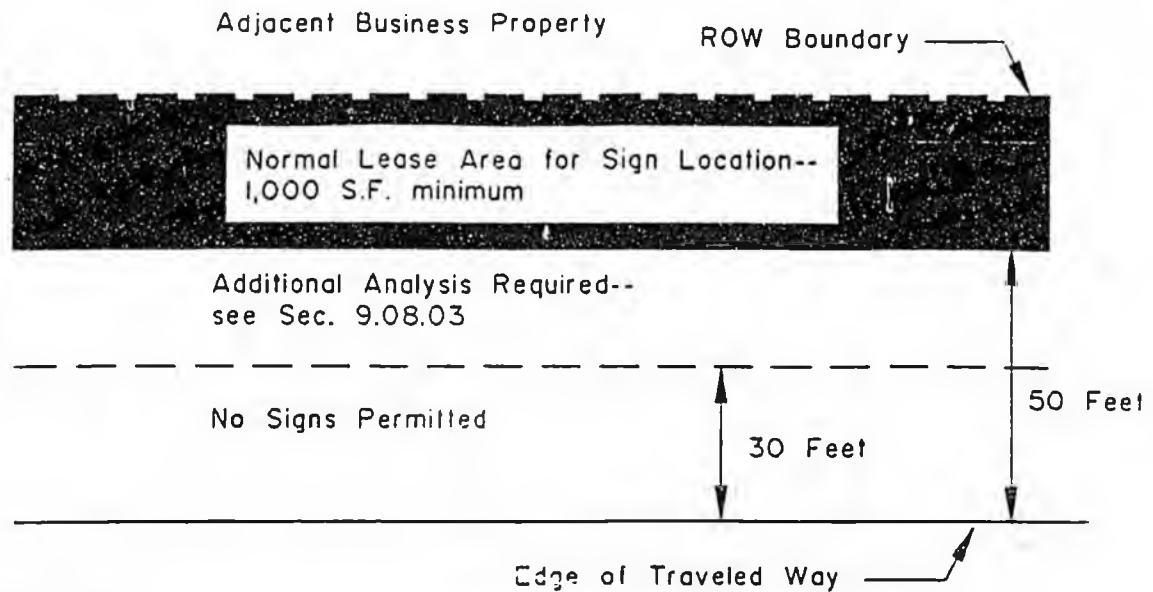 Adjacent Business Property
ROW Boundary
Normal Lease Area for Sign Location--
1,000 S.F. minimum
Additional Analysis Required--
see Sec. 9.08.03
No Signs Permitted
30 Feet
50 Feet
Edge of Traveled Way